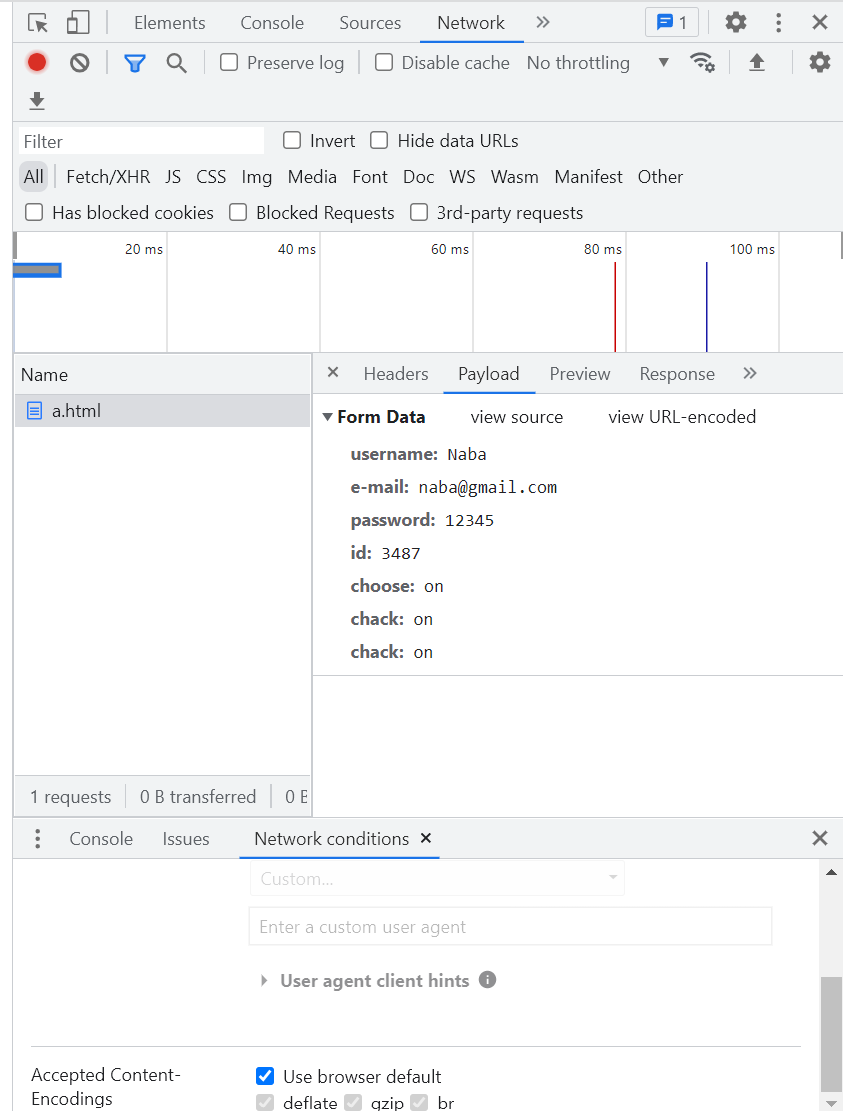 Elements Console Sources Network 1
Preserve log Disable cache No throttling
Filter Invert Hide data URLs
All Fetch/XHR JS CSS Img Media Font Doc WS Wasm Manifest Other
Has blocked cookies Blocked Requests 3rd-party requests
20 ms 40 ms 60 ms 80 ms 100 ms
Name
a.html
Headers Payload Preview Response
Form Data view source view URL-encoded
username: Naba
e-mail: naba@gmail.com
password: 12345
id: 3487
choose: on
chack: on
chack: on
1 requests 0 B transferred 0 B
Console Issues Network conditions
Custom...
Enter a custom user agent
User agent client hints
Accepted Content-
Encodings
Use browser default
deflate gzip br